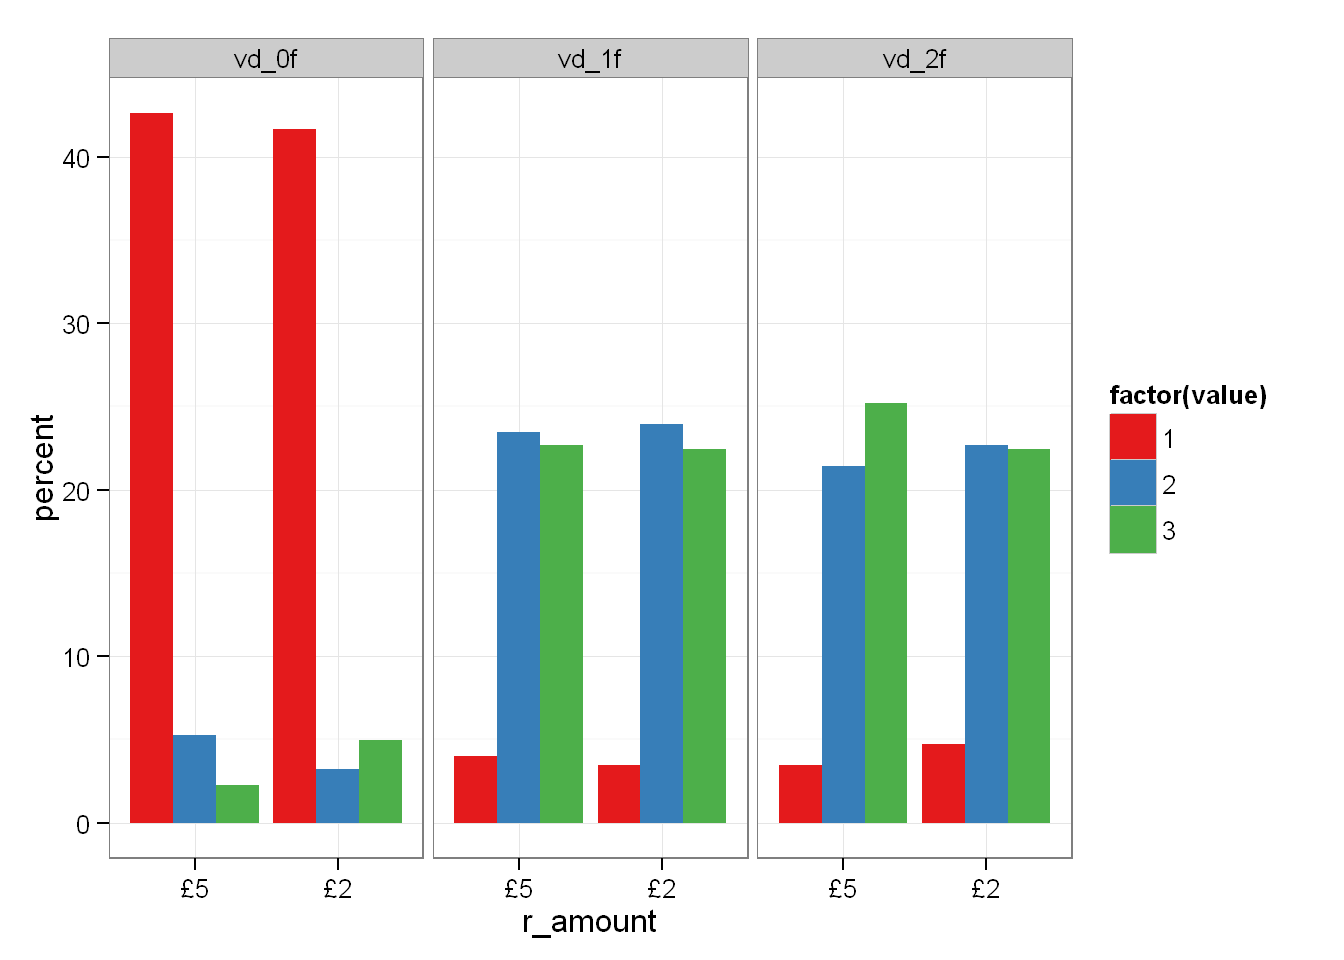 vd_0f vd_1f vd_2f
40
30
20
10
0
percent
£5 £2 £5 £2 £5 £2
r_amount
factor(value)
1
2
3